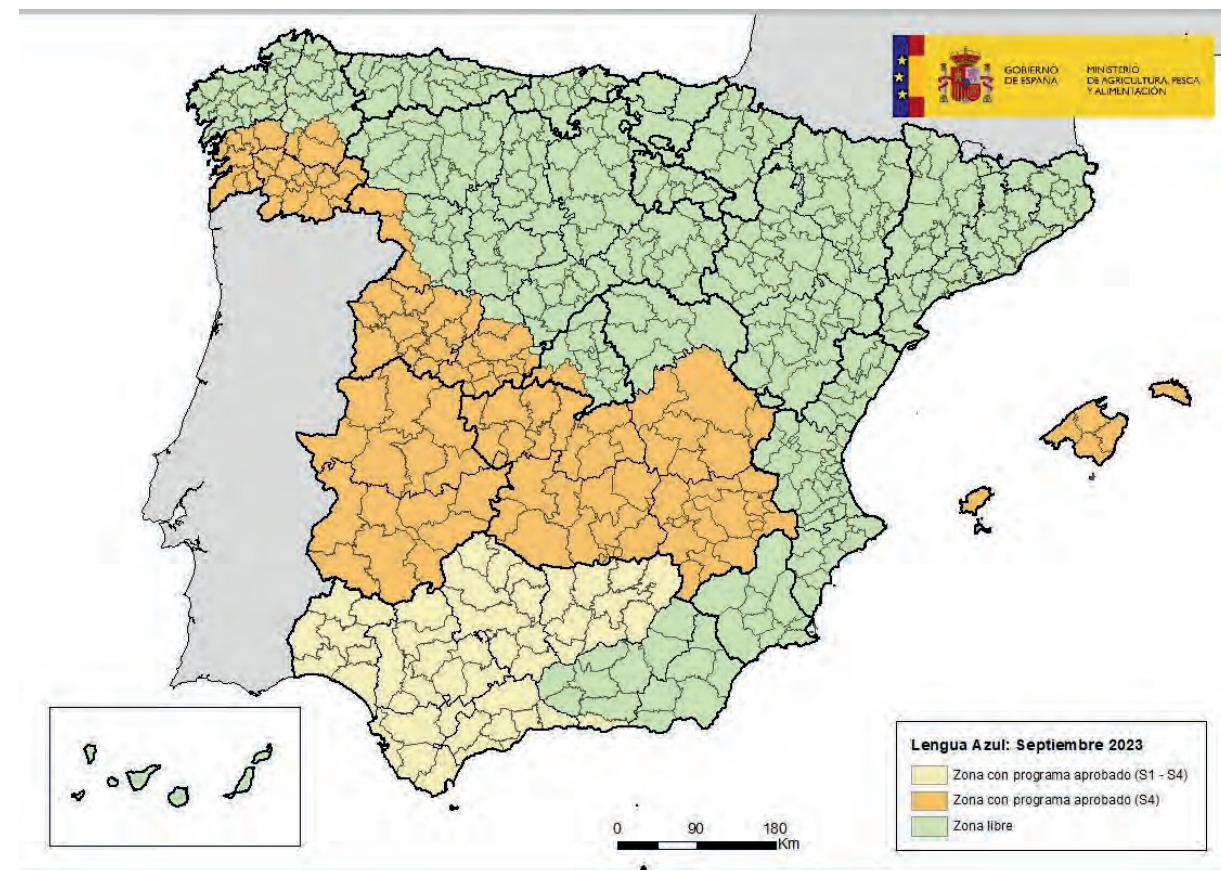 GOBIERNO
DE ESPAÑA
MINISTERIO
DE AGRICULTURA, PESCA
Y ALIMENTACIÓN
Lengua Azul: Septiembre 2023
Zona con programa aprobado (S1 - S4)
Zona con programa aprobado (S4)
Zona libre
0 90 180
Km